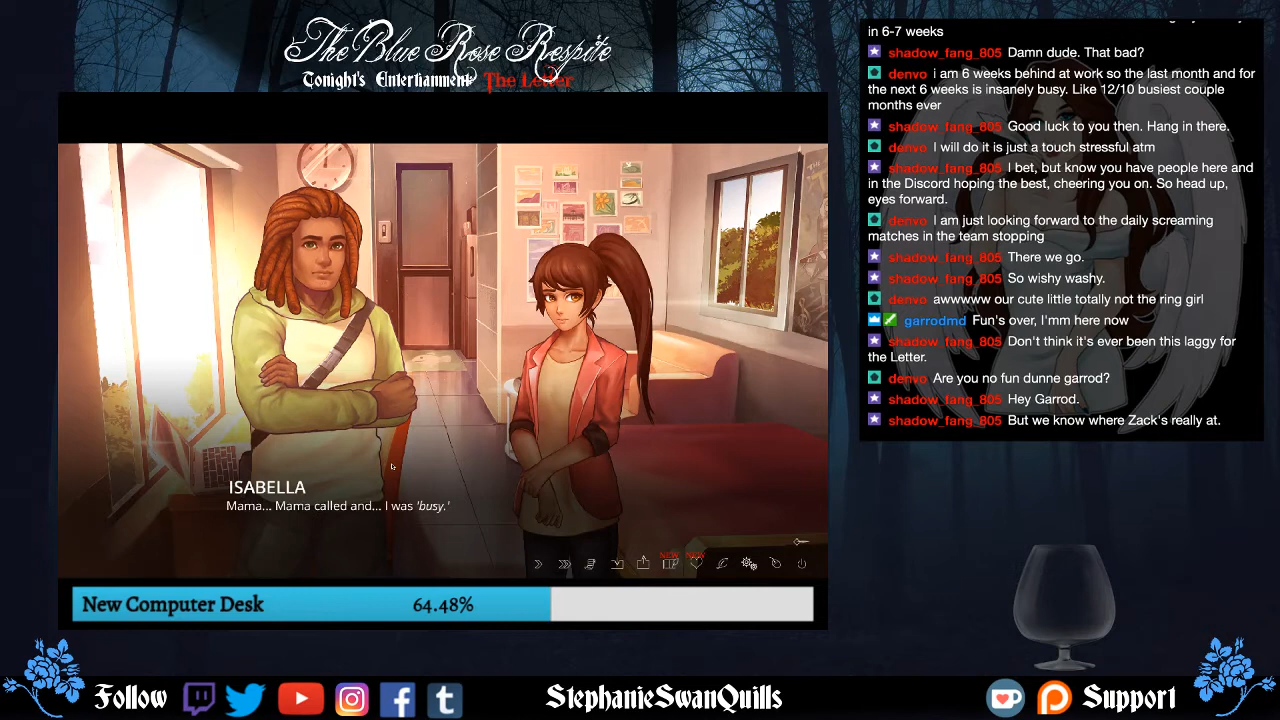 The Blue Rose Respite
Tonight's Entertainment: The Letter
in 6-7 weeks
shadow_fang_805 Damn dude. That bad?
denvo i am 6 weeks behind at work so the last month and for
the next 6 weeks is insanely busy. Like 12/10 busiest couple
months ever
shadow_fang_805 Good luck to you then. Hang in there.
denvo I will do it is just a touch stressful atm
shadow_fang_805 I bet, but know you have people here and
in the Discord hoping the best, cheering you on. So head up,
eyes forward.
denvo I am just looking forward to the daily screaming
matches in the team stopping
shadow_fang_805 There we go.
shadow_fang_805 So wishy washy.
denvo awwwww our cute little totally not the ring girl
garrodmd Fun's over, I'mm here now
shadow_fang_805 Don't think it's ever been this laggy for
the Letter.
denvo Are you no fun dunne garrod?
shadow_fang_805 Hey Garrod.
shadow_fang_805 But we know where Zack's really at.
ISABELLA
Mama... Mama called and... I was 'busy.'
NEW NEW
New Computer Desk 64.48%
Follow StephanieSwanQuills Support